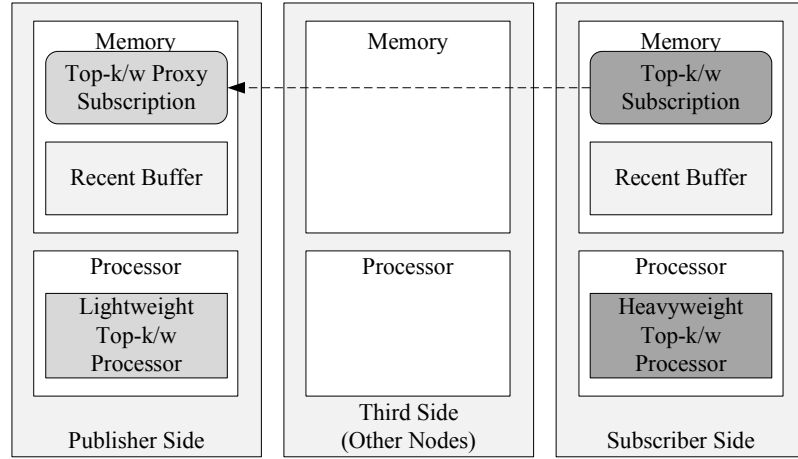 Memory
Top-k/w Proxy
Subscription
Recent Buffer
Processor
Lightweight
Top-k/w
Processor
Publisher Side
Memory
Processor
Third Side
(Other Nodes)
Memory
Top-k/w
Subscription
Recent Buffer
Processor
Heavyweight
Top-k/w
Processor
Subscriber Side